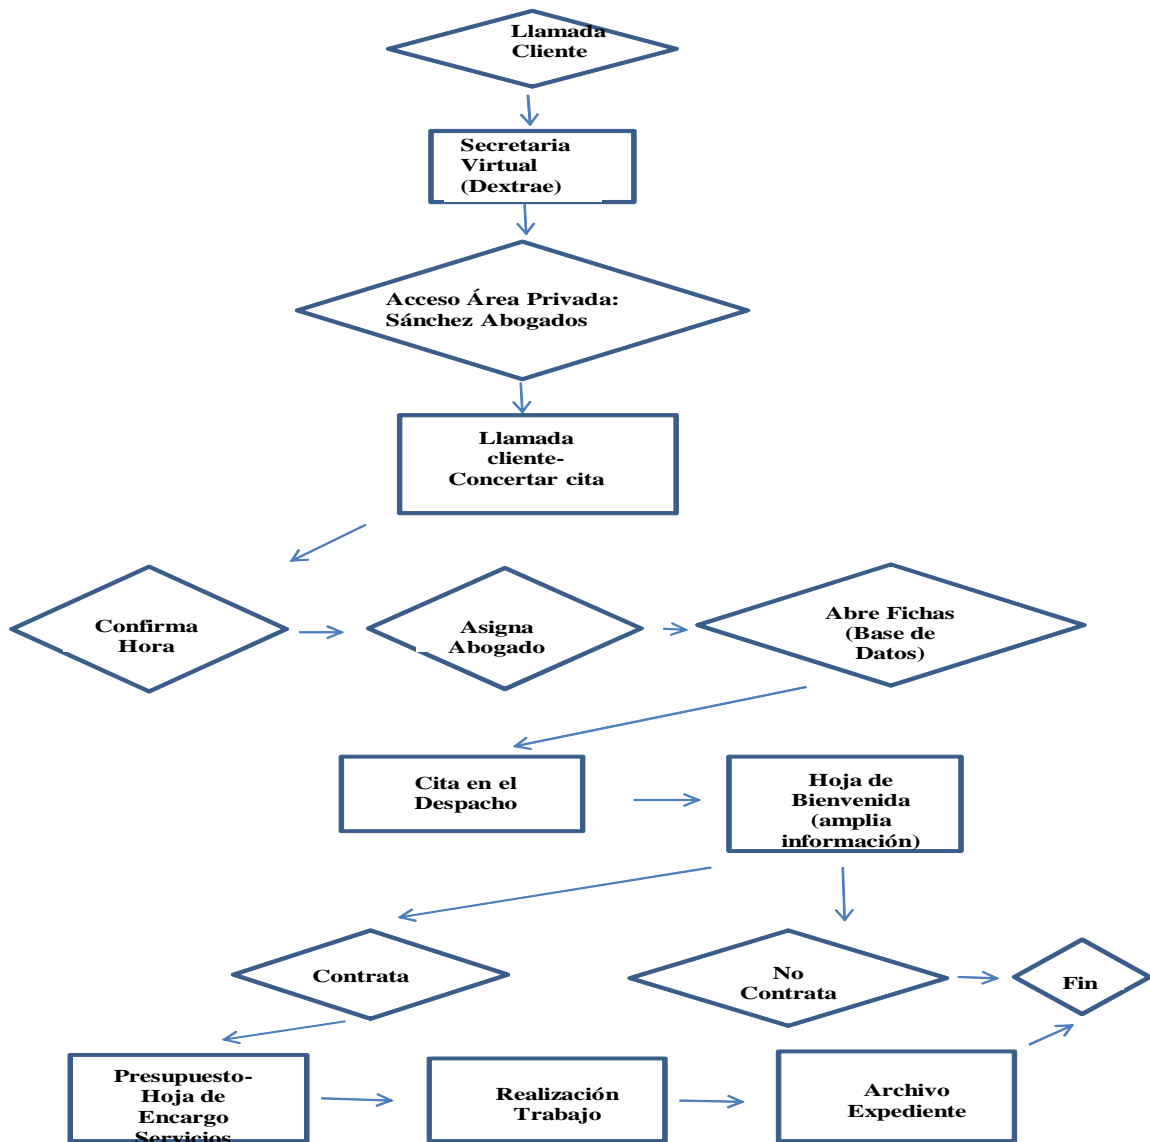 Llamada
Cliente
Secretaria
Virtual
(Dextrae)
Acceso Área Privada:
Sánchez Abogados
Llamada
cliente-
Concertar cita
Confirma
Hora
Asigna
Abogado
Abre Fichas
(Base de
Datos)
Cita en el
Despacho
Hoja de
Bienvenida
(amplia
información)
Contrata
No
Contrata
Fin
Presupuesto-
Hoja de
Encargo
Servicios
Realización
Trabajo
Archivo
Expediente